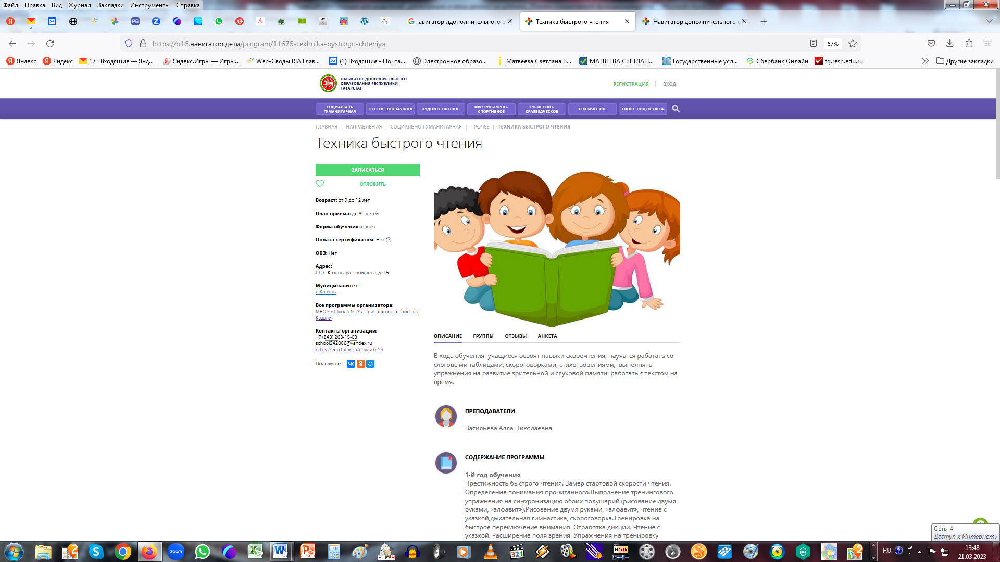 Файл Правка Вид Журнал Закладки Инструменты Справка
авигатор лдополнительного о
Техника быстрого чтения
Навигатор дополнительного с
https://р16.навигатор.дети/program/11675-tekhnika-bystrogo-chteniya
67%
Яндекс
Яндекс
17 · Входящие — Янд...
Яндекс.Игры — Игры...
Web-Своды RIA Глав...
(1) Входящие - Почта...
Электронное образо...
Матвеева Светлана В...
МАТВЕЕВА СВЕТЛАН...
Государственные усл...
Сбербанк Онлайн
fg.resh.edu.ru
Другие закладки
НАВИГАТОР ДОПОЛНИТЕЛЬНОГО
ОБРАЗОВАНИЯ РЕСПУБЛИКИ
ТАТАРСТАН
РЕГИСТРАЦИЯ | ВХОД
СОЦИАЛЬНО-
ГУМАНИТАРНАЯ
ЕСТЕСТВЕННОНАУЧНОЕ
ХУДОЖЕСТВЕННОЕ
ФИЗКУЛЬТУРНО-
СПОРТИВНОЕ
ТУРИСТСКО-
КРАЕВЕДЧЕСКОЕ
ТЕХНИЧЕСКОЕ
СПОРТ. ПОДГОТОВКА
ГЛАВНАЯ | НАПРАВЛЕНИЯ | СОЦИАЛЬНО-ГУМАНИТАРНАЯ | ПРОЧЕЕ | ТЕХНИКА БЫСТРОГО ЧТЕНИЯ
Техника быстрого чтения
ЗАПИСАТЬСЯ
ОТЛОЖИТЬ
Возраст: от 9 до 12 лет
План приема: до 30 детей
Форма обучения: очная
Оплата сертификатом: Нет ?
ОВЗ: Нет
Адрес:
РТ, г. Казань, ул. Габишева, д. 15
Муниципалитет:
г. Казань
Все программы организатора:
МБОУ « Школа №24» Приволжского района г.
Казани
Контакты организации:
+7 (843) 268-15-03
school242006@yandex.ru
https://edu.tatar.ru/priv/sch_24
Поделиться:
ОПИСАНИЕ ГРУППЫ ОТЗЫВЫ АНКЕТА
В ходе обучения  учащиеся освоят навыки скорочтения, научатся работать со
слоговыми таблицами, скороговорками, стихотворениями,  выполнять
упражнения на развитие зрительной и слуховой памяти, работать с текстом на
время.
ПРЕПОДАВАТЕЛИ
Васильева Алла Николаевна
СОДЕРЖАНИЕ ПРОГРАММЫ
1-й год обучения
Престижность быстрого чтения. Замер стартовой скорости чтения.
Определение понимания прочитанного.Выполнение тренингового
упражнения на синхронизацию обоих полушарий (рисование двумя
руками, «алфавит»).Рисование двумя руками, «алфавит», чтение с
указкой,дыхательная гимнастика, скороговорка.Тренировка на
быстрое переключение внимания. Отработка дикции. Чтение с
указкой. Расширение поля зрения. Упражнения на тренировку
Сеть 4
Доступ к Интернету
zoom
PDF24
321
PLAYER
RU
13:48
21.03.2023